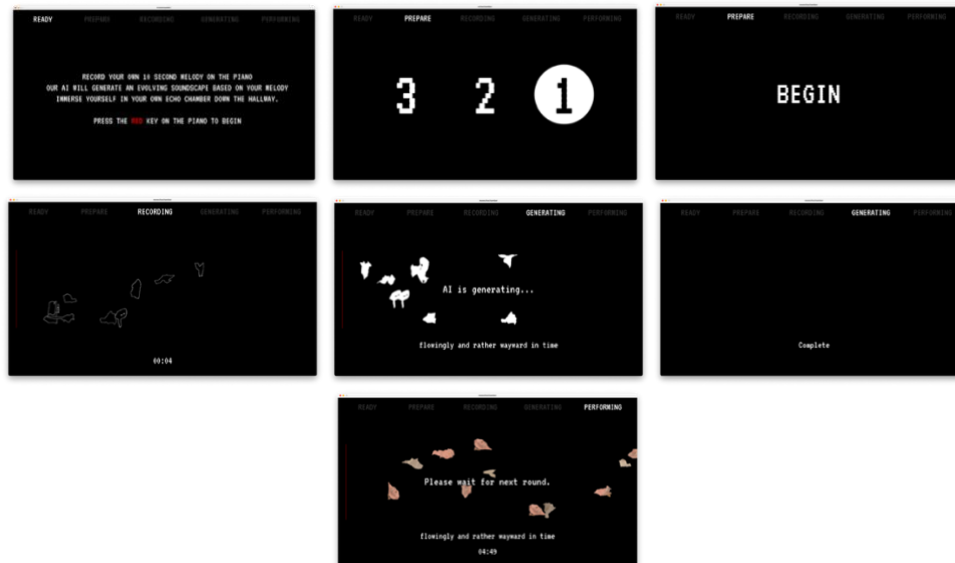 READY PREPARE RECORDING GENERATING PERFORMING
RECORD YOUR OWN 10 SECOND MELODY ON THE PIANO
OUR AI WILL GENERATE AN EVOLVING SOUNDSCAPE BASED ON YOUR MELODY
IMMERSE YOURSELF IN YOUR OWN ECHO CHAMBER DOWN THE HALLWAY.
PRESS THE RED KEY ON THE PIANO TO BEGIN
READY PREPARE RECORDING GENERATING PERFORMING
3 2 1
READY PREPARE RECORDING GENERATING PERFORMING
BEGIN
READY PREPARE RECORDING GENERATING PERFORMING
00:04
READY PREPARE RECORDING GENERATING PERFORMING
AI is generating...
flowingly and rather wayward in time
READY PREPARE RECORDING GENERATING PERFORMING
Complete
READY PREPARE RECORDING GENERATING PERFORMING
Please wait for next round.
flowingly and rather wayward in time
04:49